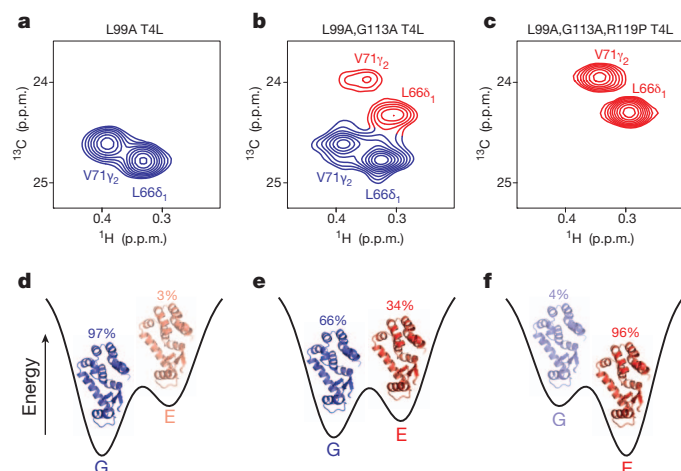 a
L99A T4L
24
25
¹³C (p.p.m.)
V71γ₂
L66δ₁
0.4
0.3
¹H (p.p.m.)
b
L99A,G113A T4L
24
25
¹³C (p.p.m.)
V71γ₂
L66δ₁
V71γ₂
L66δ₁
0.4
0.3
¹H (p.p.m.)
c
L99A,G113A,R119P T4L
24
25
¹³C (p.p.m.)
V71γ₂
L66δ₁
0.4
0.3
¹H (p.p.m.)
d
Energy
97%
3%
G
E
e
66%
34%
G
E
f
4%
96%
G
E